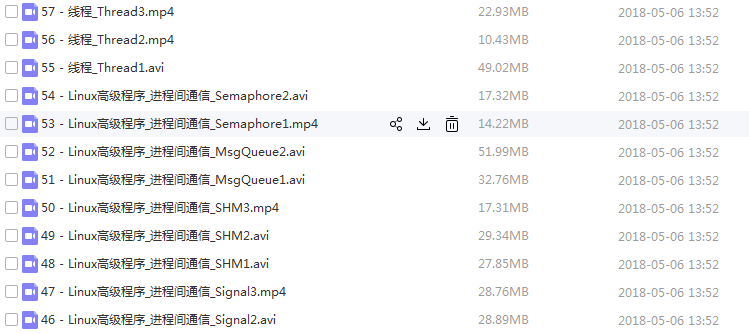 57 - 线程_Thread3.mp4 22.93MB 2018-05-06 13:52
56 - 线程_Thread2.mp4 10.43MB 2018-05-06 13:52
55 - 线程_Thread1.avi 49.02MB 2018-05-06 13:52
54 - Linux高级程序_进程间通信_Semaphore2.avi 17.32MB 2018-05-06 13:52
53 - Linux高级程序_进程间通信_Semaphore1.mp4 14.22MB 2018-05-06 13:52
52 - Linux高级程序_进程间通信_MsgQueue2.avi 51.99MB 2018-05-06 13:52
51 - Linux高级程序_进程间通信_MsgQueue1.avi 32.76MB 2018-05-06 13:52
50 - Linux高级程序_进程间通信_SHM3.mp4 17.31MB 2018-05-06 13:52
49 - Linux高级程序_进程间通信_SHM2.avi 29.34MB 2018-05-06 13:52
48 - Linux高级程序_进程间通信_SHM1.avi 27.85MB 2018-05-06 13:52
47 - Linux高级程序_进程间通信_Signal3.mp4 28.76MB 2018-05-06 13:52
46 - Linux高级程序_进程间通信_Signal2.avi 28.89MB 2018-05-06 13:52